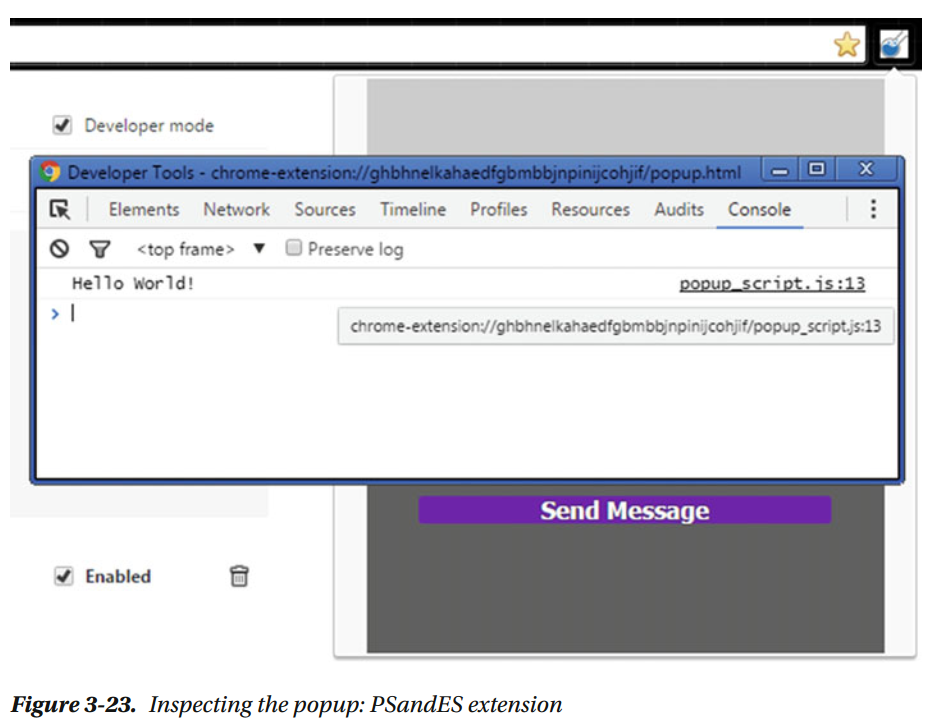 Developer mode
Developer Tools - chrome-extension://ghbhnelkahaedfgbmbbjnpinijcohjif/popup.html
Elements Network Sources Timeline Profiles Resources Audits Console
<top frame> ▼ Preserve log
Hello World! popup_script.js:13
>
chrome-extension://ghbhnelkahaedfgbmbbjnpinijcohjif/popup_script.js:13
Send Message
Enabled
Figure 3-23. Inspecting the popup: PSandES extension